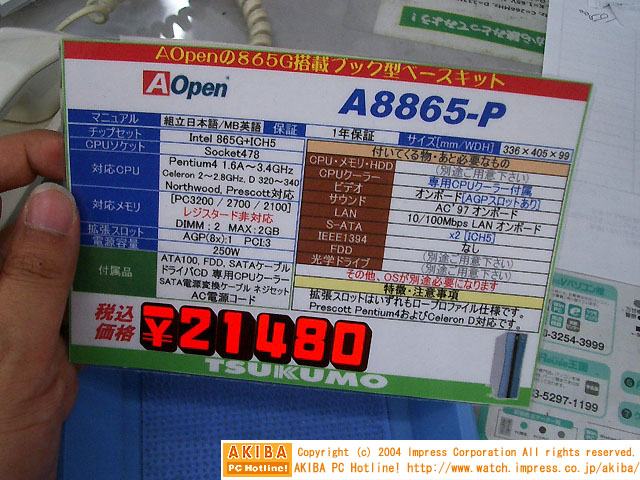 AOpenの865G搭載ブック型ベースキット
AOpen
A8865-P
マニュアル 組立日本語/MB英語 保証 1年保証 サイズ[mm/WDH] 336×405×99
チップセット Intel 865G+ICH5
CPUソケット Socket478
対応CPU Pentium4 1.6A～3.4GHz
Celeron 2～2.8GHz, D 320～340
Northwood, Prescott対応
対応メモリ [PC3200 / 2700 / 2100]
レジスタード非対応
DIMM：2 MAX：2GB
拡張スロット AGP(8x):1 PCI:3
電源容量 250W
付属品 ATA100, FDD, SATAケーブル
ドライバCD 専用CPUクーラー
SATA電源変換ケーブル ネジセット
AC電源コード
付いてくる物・あと必要なもの
CPU・メモリ・HDD (別途ご用意下さい)
CPUクーラー 専用CPUクーラー付属
ビデオ オンボード[AGPスロットあり]
サウンド AC'97 オンボード
LAN 10/100Mbps LAN オンボード
S-ATA x2 [ICH5]
IEEE1394 なし
FDD (別途ご用意下さい)
光学ドライブ (別途ご用意下さい)
その他、OSが別途必要になります
特徴・注意事項
拡張スロットはいずれもロープロファイル仕様です。
Prescott Pentium4およびCeleron D対応です。
税込
価格
¥21480
TSUKUMO
3-3254-3999
3-5297-1199
AKIBA
PC Hotline!
Copyright (c) 2004 Impress Corporation All rights reserved.
AKIBA PC Hotline! http://www.watch.impress.co.jp/akiba/